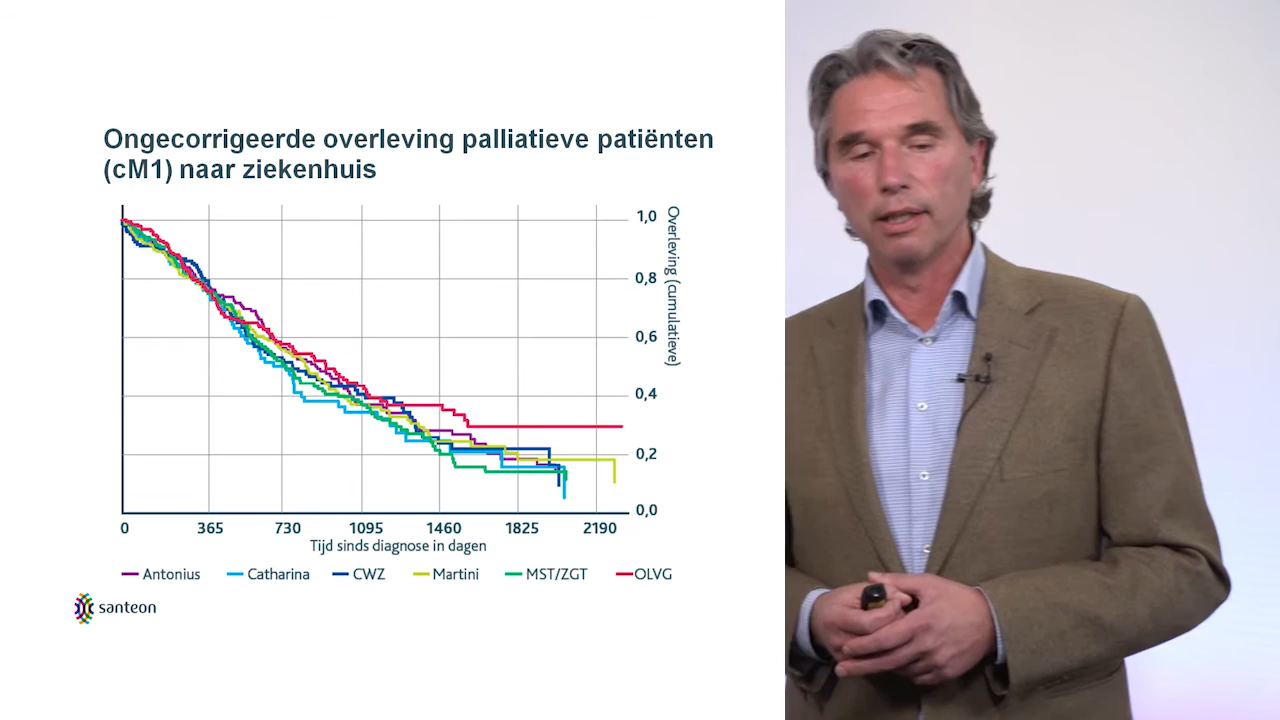 Ongecorrigeerde overleving palliatieve patiënten
(cM1) naar ziekenhuis
1,0
0,8
0,6
0,4
0,2
0,0
Overleving (cumulatieve)
0 365 730 1095 1460 1825 2190
Tijd sinds diagnose in dagen
Antonius Catharina CWZ Martini MST/ZGT OLVG
santeon